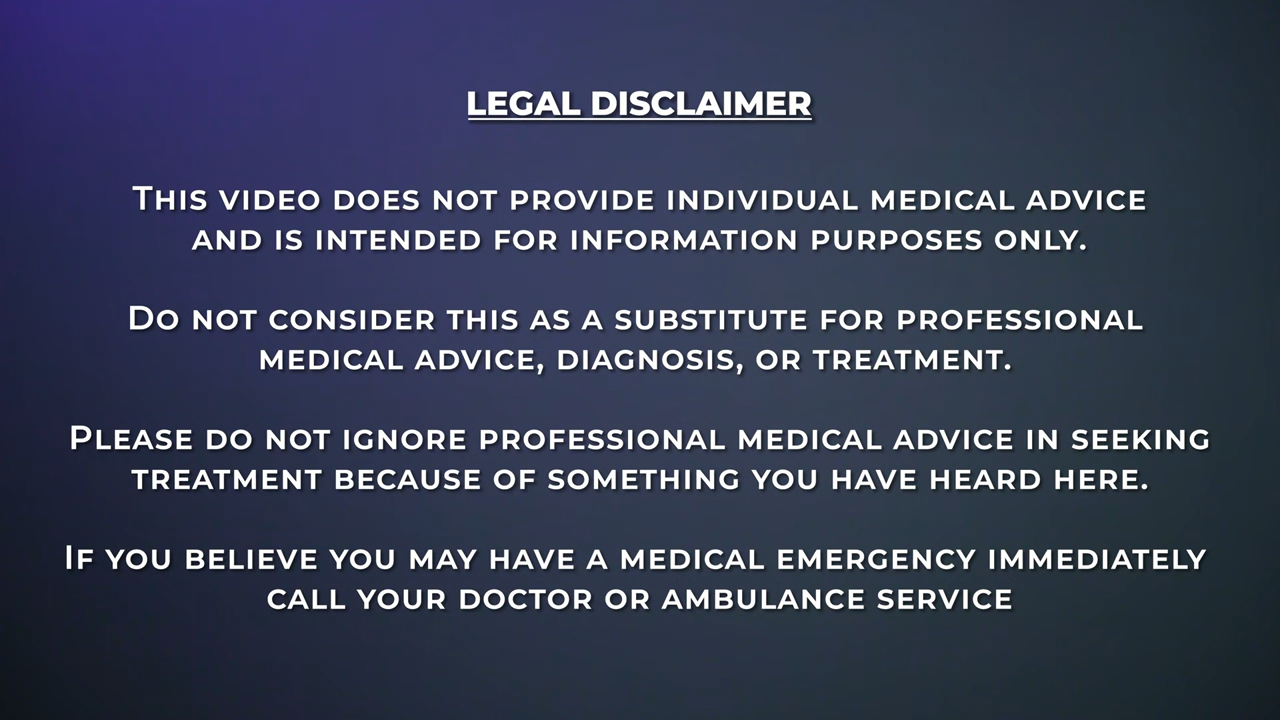 LEGAL DISCLAIMER
THIS VIDEO DOES NOT PROVIDE INDIVIDUAL MEDICAL ADVICE
AND IS INTENDED FOR INFORMATION PURPOSES ONLY.
DO NOT CONSIDER THIS AS A SUBSTITUTE FOR PROFESSIONAL
MEDICAL ADVICE, DIAGNOSIS, OR TREATMENT.
PLEASE DO NOT IGNORE PROFESSIONAL MEDICAL ADVICE IN SEEKING
TREATMENT BECAUSE OF SOMETHING YOU HAVE HEARD HERE.
IF YOU BELIEVE YOU MAY HAVE A MEDICAL EMERGENCY IMMEDIATELY
CALL YOUR DOCTOR OR AMBULANCE SERVICE